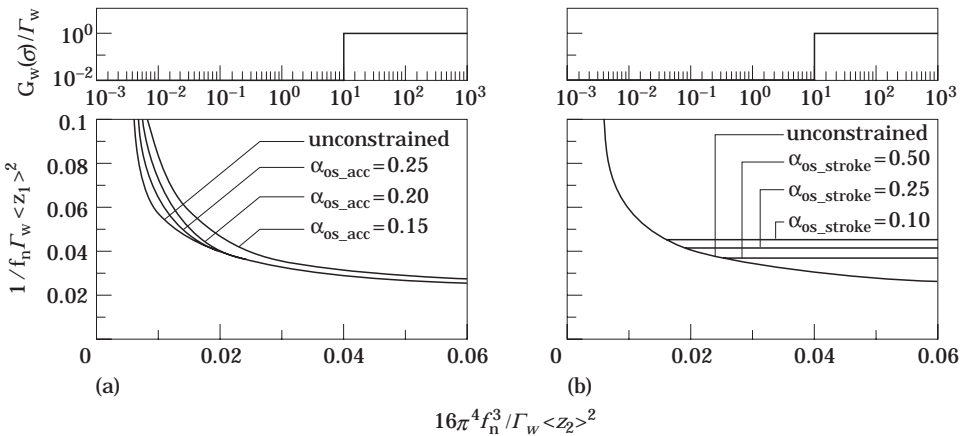 G_w(σ)/Γ_w
10^0
10^-2
10^-3 10^-2 10^-1 10^0 10^1 10^2 10^3
10^-3 10^-2 10^-1 10^0 10^1 10^2 10^3
1/f_n Γ_w <z_1>^2
0.1
0.08
0.06
0.04
0.02
0 0.02 0.04 0.06
unconstrained
α_os_acc=0.25
α_os_acc=0.20
α_os_acc=0.15
unconstrained
α_os_stroke=0.50
α_os_stroke=0.25
α_os_stroke=0.10
0 0.02 0.04 0.06
(a)
(b)
16π^4 f_n^3/Γ_W <z_2>^2